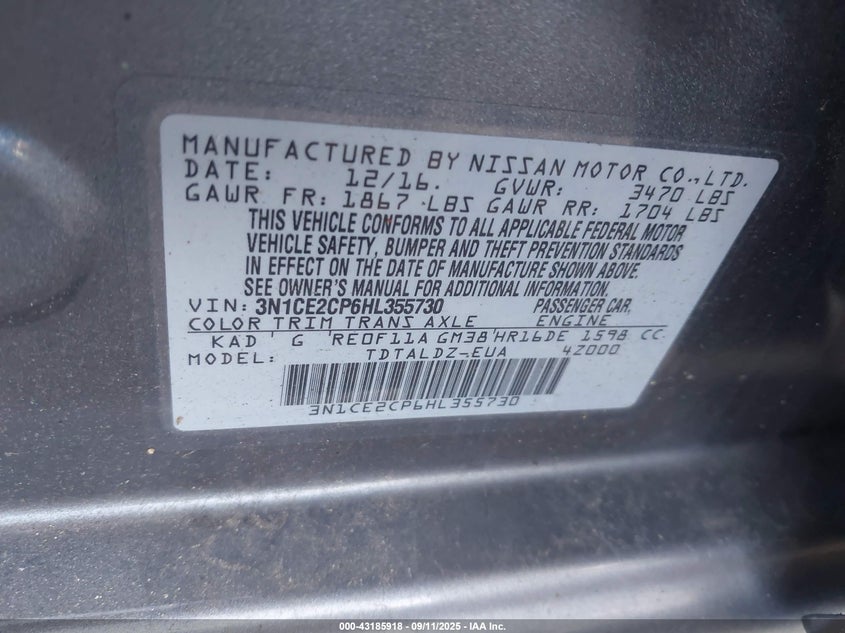 MANUFACTURED BY NISSAN MOTOR CO.,LTD.
DATE: 12/16. GVWR: 3470 LBS
GAWR FR: 1867 LBS GAWR RR: 1704 LBS
THIS VEHICLE CONFORMS TO ALL APPLICABLE FEDERAL MOTOR
VEHICLE SAFETY, BUMPER AND THEFT PREVENTION STANDARDS
IN EFFECT ON THE DATE OF MANUFACTURE SHOWN ABOVE.
SEE OWNER'S MANUAL FOR ADDITIONAL INFORMATION.
VIN: 3N1CE2CP6HL355730 PASSENGER CAR,
COLOR TRIM TRANS AXLE ENGINE
KAD G RE0F11A GM38 HR16DE 1598 CC.
MODEL: TDTALDZ-EUA 42000
3N1CE2CP6HL355730
000-43185918 - 09/11/2025 - IAA Inc.